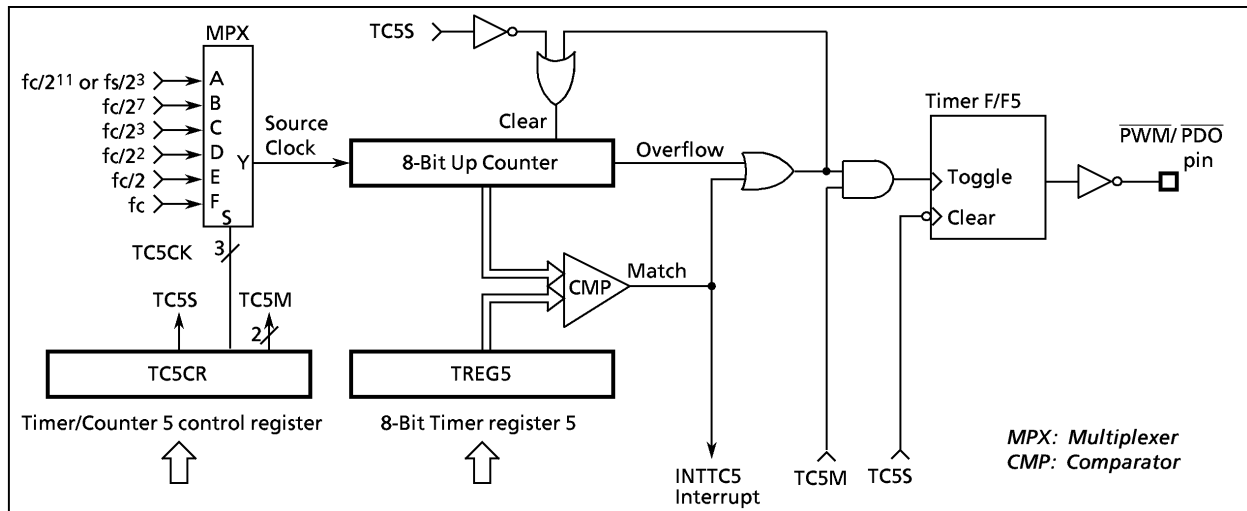 MPX
TC5S
fc/2¹¹ or fs/2³
fc/2⁷
fc/2³
fc/2²
fc/2
fc
A
B
C
D
E
F
Y
S
Source
Clock
Clear
8-Bit Up Counter
Overflow
Timer F/F5
Toggle
Clear
P̅W̅M̅/ P̅D̅O̅
pin
TC5CK
3
TC5S
TC5M
2
CMP
Match
TC5CR
TREG5
Timer/Counter 5 control register
8-Bit Timer register 5
INTTC5
Interrupt
TC5M
TC5S
MPX: Multiplexer
CMP: Comparator